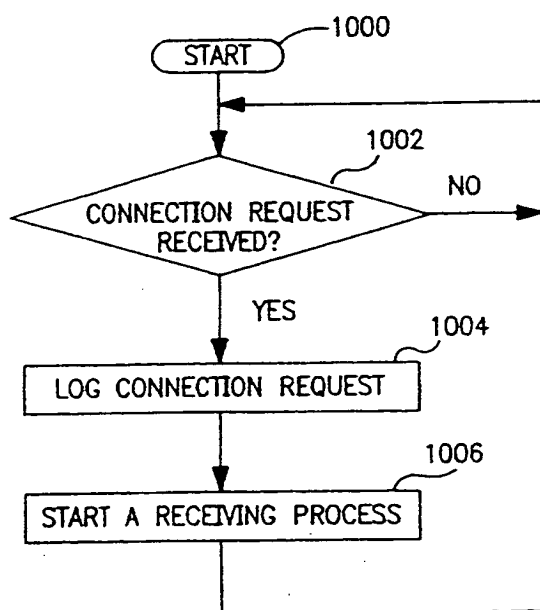 1000
START
1002
CONNECTION REQUEST
RECEIVED?
NO
YES
1004
LOG CONNECTION REQUEST
1006
START A RECEIVING PROCESS